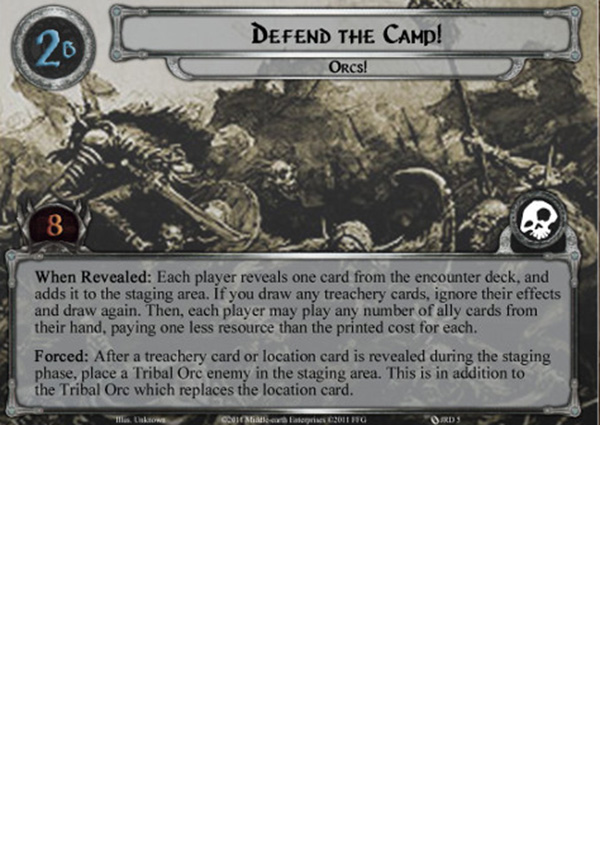 2B
Defend the Camp!
Orcs!
8
When Revealed: Each player reveals one card from the encounter deck, and
adds it to the staging area. If you draw any treachery cards, ignore their effects
and draw again. Then, each player may play any number of ally cards from
their hand, paying one less resource than the printed cost for each.
Forced: After a treachery card or location card is revealed during the staging
phase, place a Tribal Orc enemy in the staging area. This is in addition to
the Tribal Orc which replaces the location card.
Illus. Unknown ©2011 Middle-earth Enterprises ©2011 FFG JRD 5